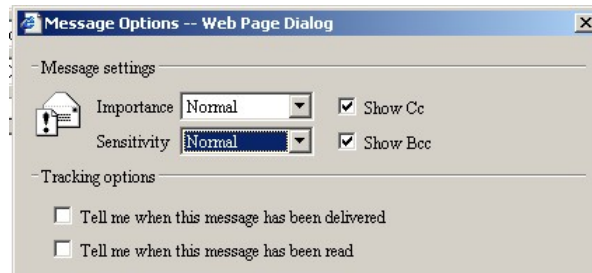 Message Options -- Web Page Dialog
Message settings
Importance Normal Show Cc
Sensitivity Normal Show Bcc
Tracking options
Tell me when this message has been delivered
Tell me when this message has been read